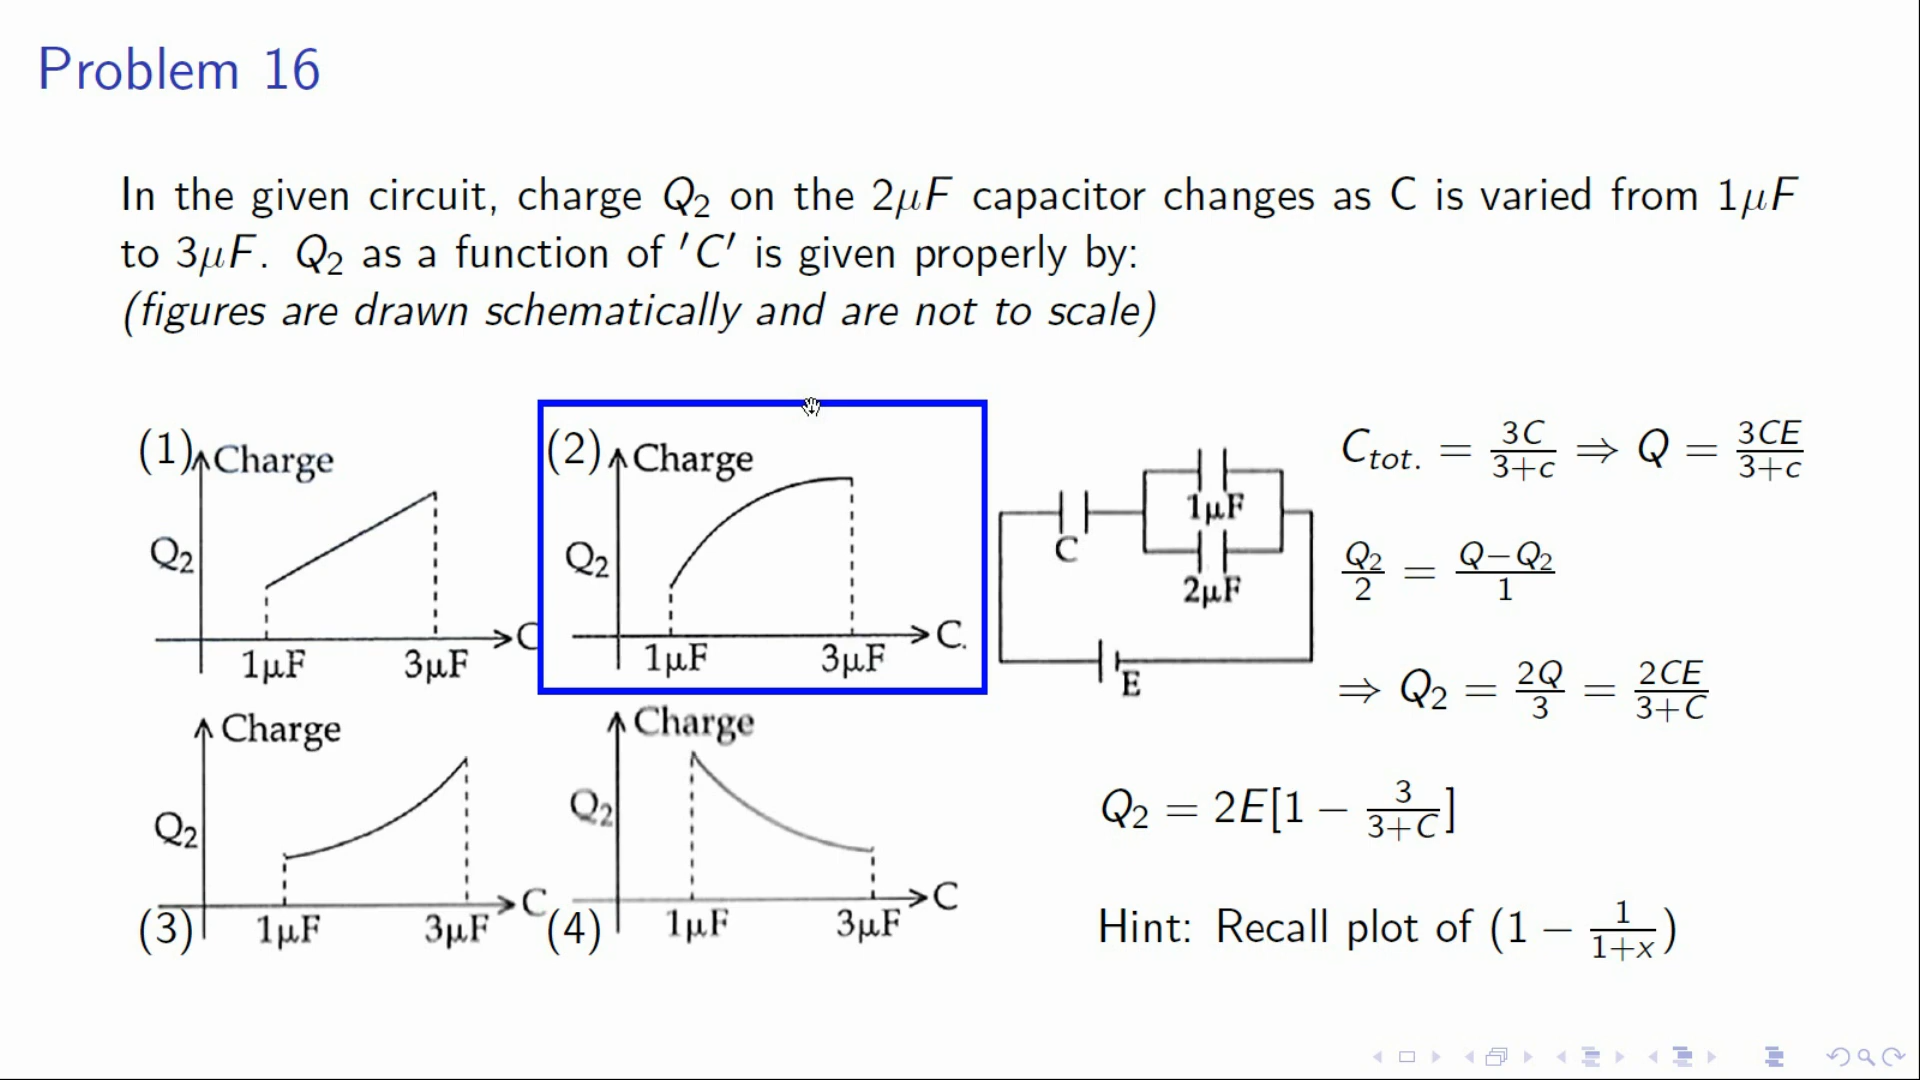 Problem 16
In the given circuit, charge Q₂ on the 2μF capacitor changes as C is varied from 1μF
to 3μF. Q₂ as a function of ′C′ is given properly by:
(figures are drawn schematically and are not to scale)
(1) Charge
Q₂
1μF 3μF C
(2) Charge
Q₂
1μF 3μF C.
1μF
C
2μF
E
C_tot. = 3C/3+c ⇒ Q = 3CE/3+c
Q₂/2 = Q−Q₂/1
⇒ Q₂ = 2Q/3 = 2CE/3+C
(3) Charge
Q₂
1μF 3μF C
(4) Charge
Q₂
1μF 3μF C
Q₂ = 2E[1 − 3/3+C]
Hint: Recall plot of (1 − 1/1+x)